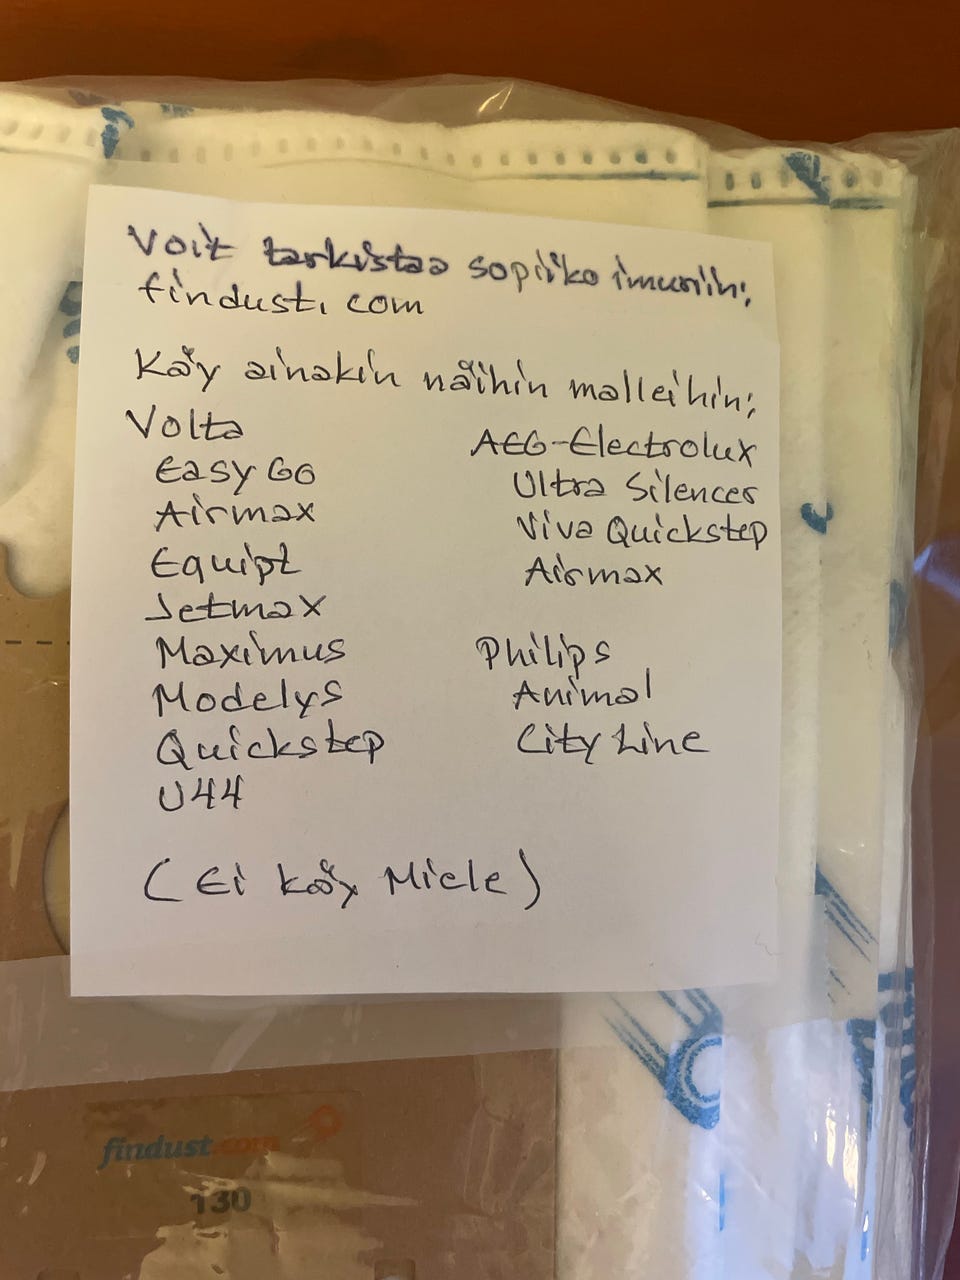 Voit tarkistaa sopiiko imuriin:
findust.com
Käy ainakin näihin malleihin:
Volta
Easy Go
Airmax
Equipt
Jetmax
Maximus
Modelys
Quickstep
U44
AEG-Electrolux
Ultra Silencer
Viva Quickstep
Airmax
Philips
Animal
City Line
(Ei käy Miele)
findust.com
130